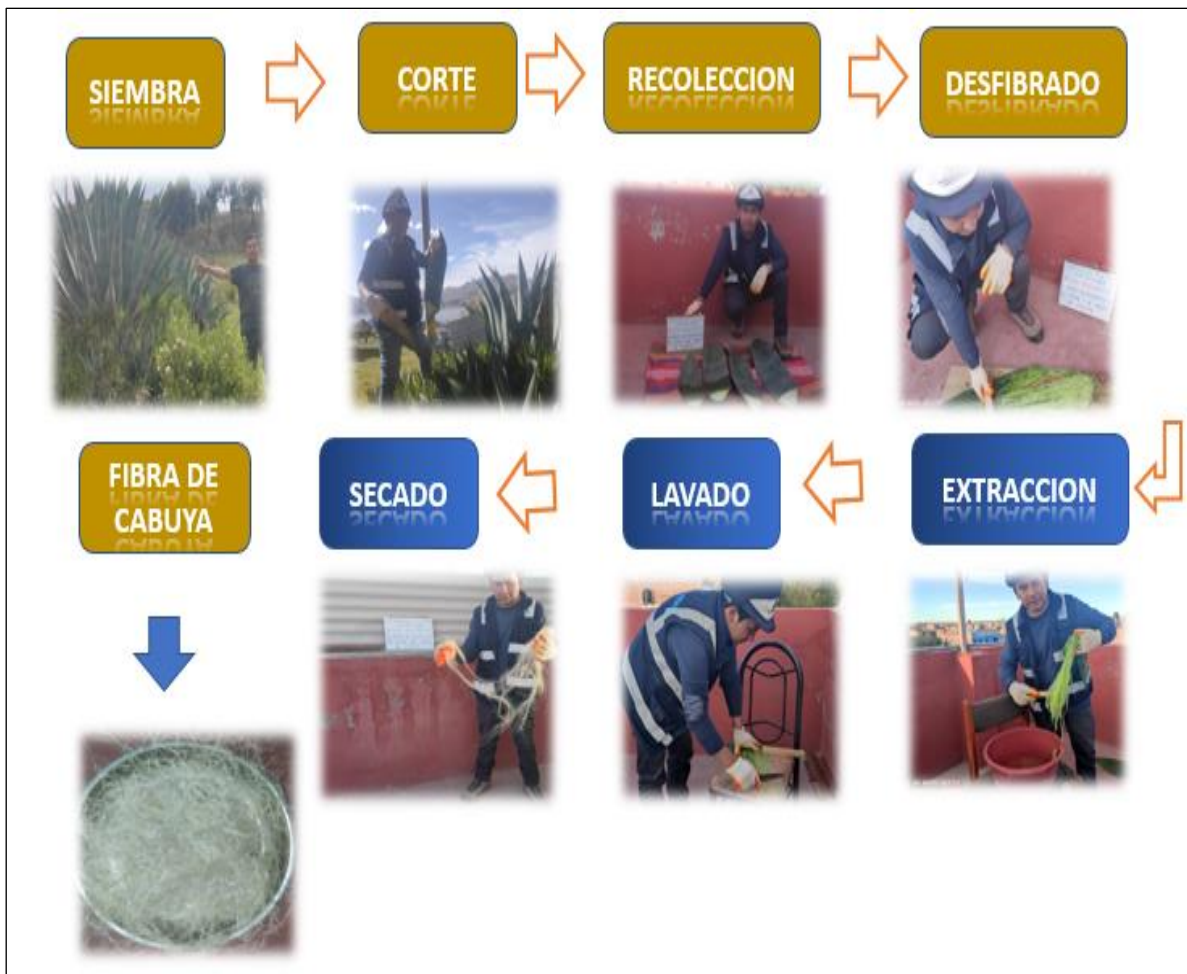 SIEMBRA
CORTE
RECOLECCION
DESFIBRADO
EXTRACCION
LAVADO
SECADO
FIBRA DE
CABUYA